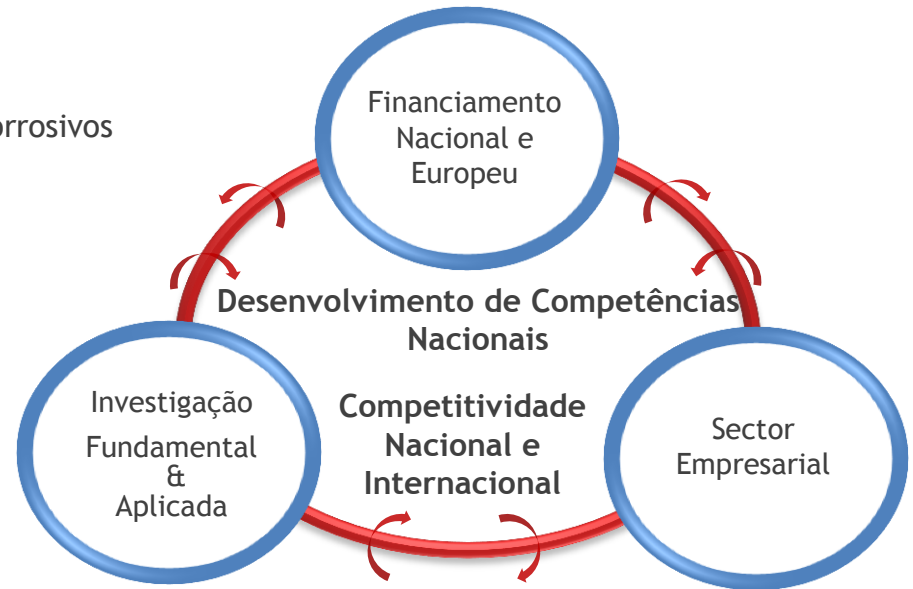 orrosivos
Financiamento
Nacional e
Europeu
Desenvolvimento de Competências
Nacionais
Investigação
Fundamental
&
Aplicada
Competitividade
Nacional e
Internacional
Sector
Empresarial